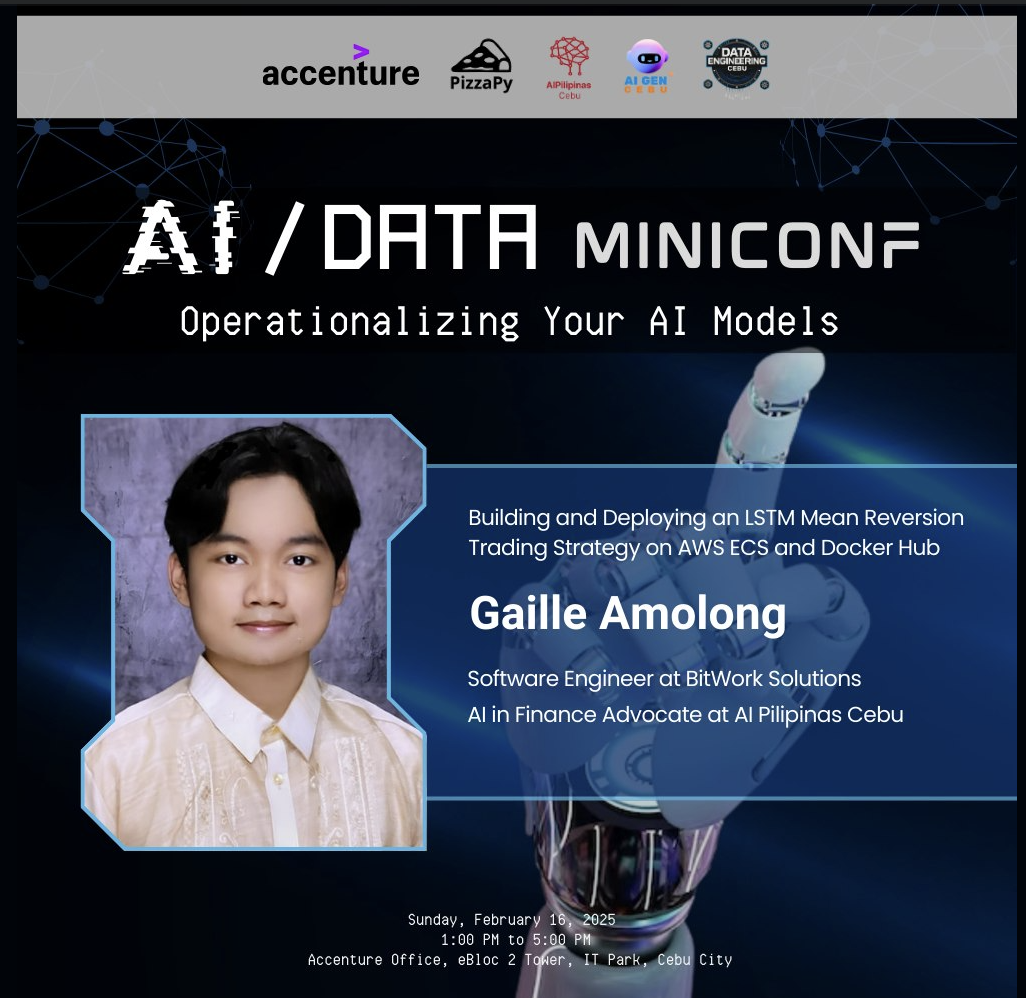 accenture
PizzaPy
AIPilipinas
Cebu
AI GEN
CEBU
DATA
ENGINEERING
CEBU
AI / DATA MINICONF
Operationalizing Your AI Models
Building and Deploying an LSTM Mean Reversion
Trading Strategy on AWS ECS and Docker Hub
Gaille Amolong
Software Engineer at BitWork Solutions
AI in Finance Advocate at AI Pilipinas Cebu
Sunday, February 16, 2025
1:00 PM to 5:00 PM
Accenture Office, eBloc 2 Tower, IT Park, Cebu City